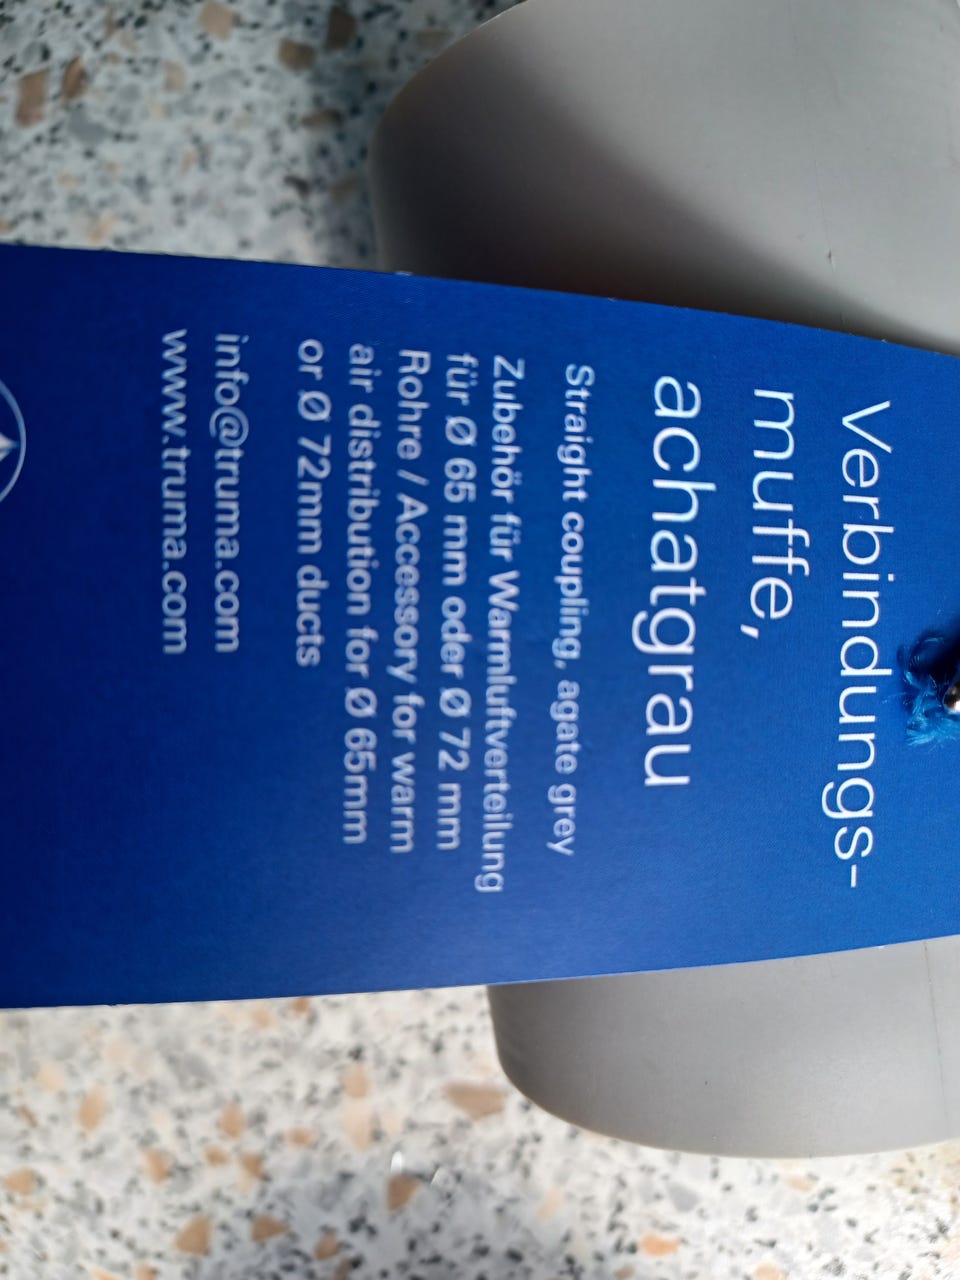 Verbindungs-
muffe,
achatgrau
Straight coupling, agate grey
Zubehör für Warmluftverteilung
für Ø 65 mm oder Ø 72 mm
Rohre / Accessory for warm
air distribution for Ø 65mm
or Ø 72mm ducts
info@truma.com
www.truma.com